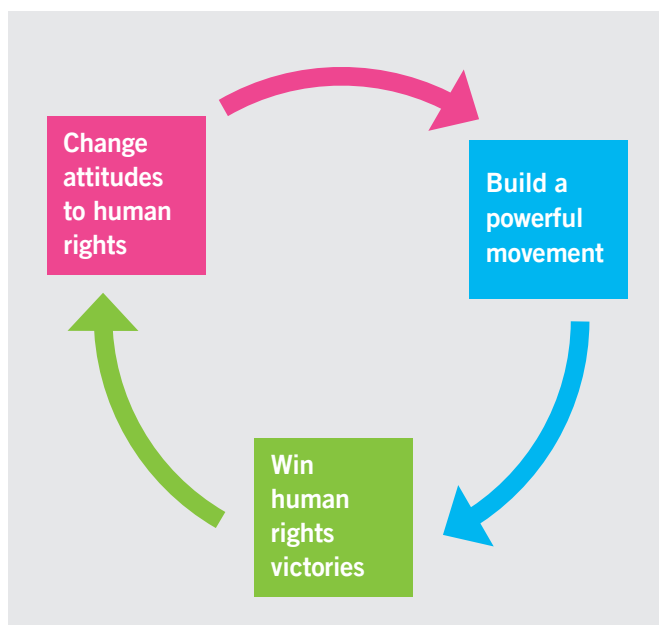 Change
attitudes
to human
rights
Build a
powerful
movement
Win
human
rights
victories